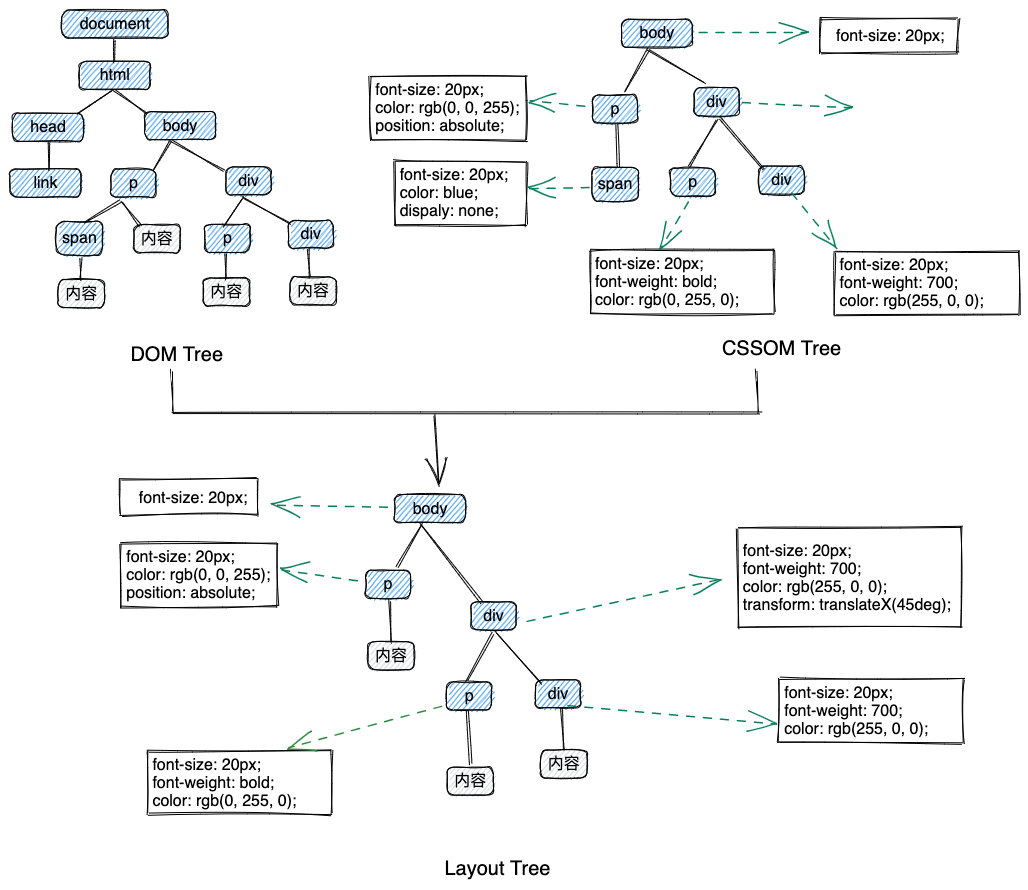 document
html
head
body
link
p
div
span
内容
p
div
内容
内容
内容
DOM Tree
body
font-size: 20px;
font-size: 20px;
color: rgb(0, 0, 255);
position: absolute;
p
div
font-size: 20px;
color: blue;
dispaly: none;
span
p
div
font-size: 20px;
font-weight: bold;
color: rgb(0, 255, 0);
font-size: 20px;
font-weight: 700;
color: rgb(255, 0, 0);
CSSOM Tree
font-size: 20px;
body
font-size: 20px;
color: rgb(0, 0, 255);
position: absolute;
p
div
font-size: 20px;
font-weight: 700;
color: rgb(255, 0, 0);
transform: translateX(45deg);
内容
p
div
font-size: 20px;
font-weight: 700;
color: rgb(255, 0, 0);
内容
内容
font-size: 20px;
font-weight: bold;
color: rgb(0, 255, 0);
Layout Tree